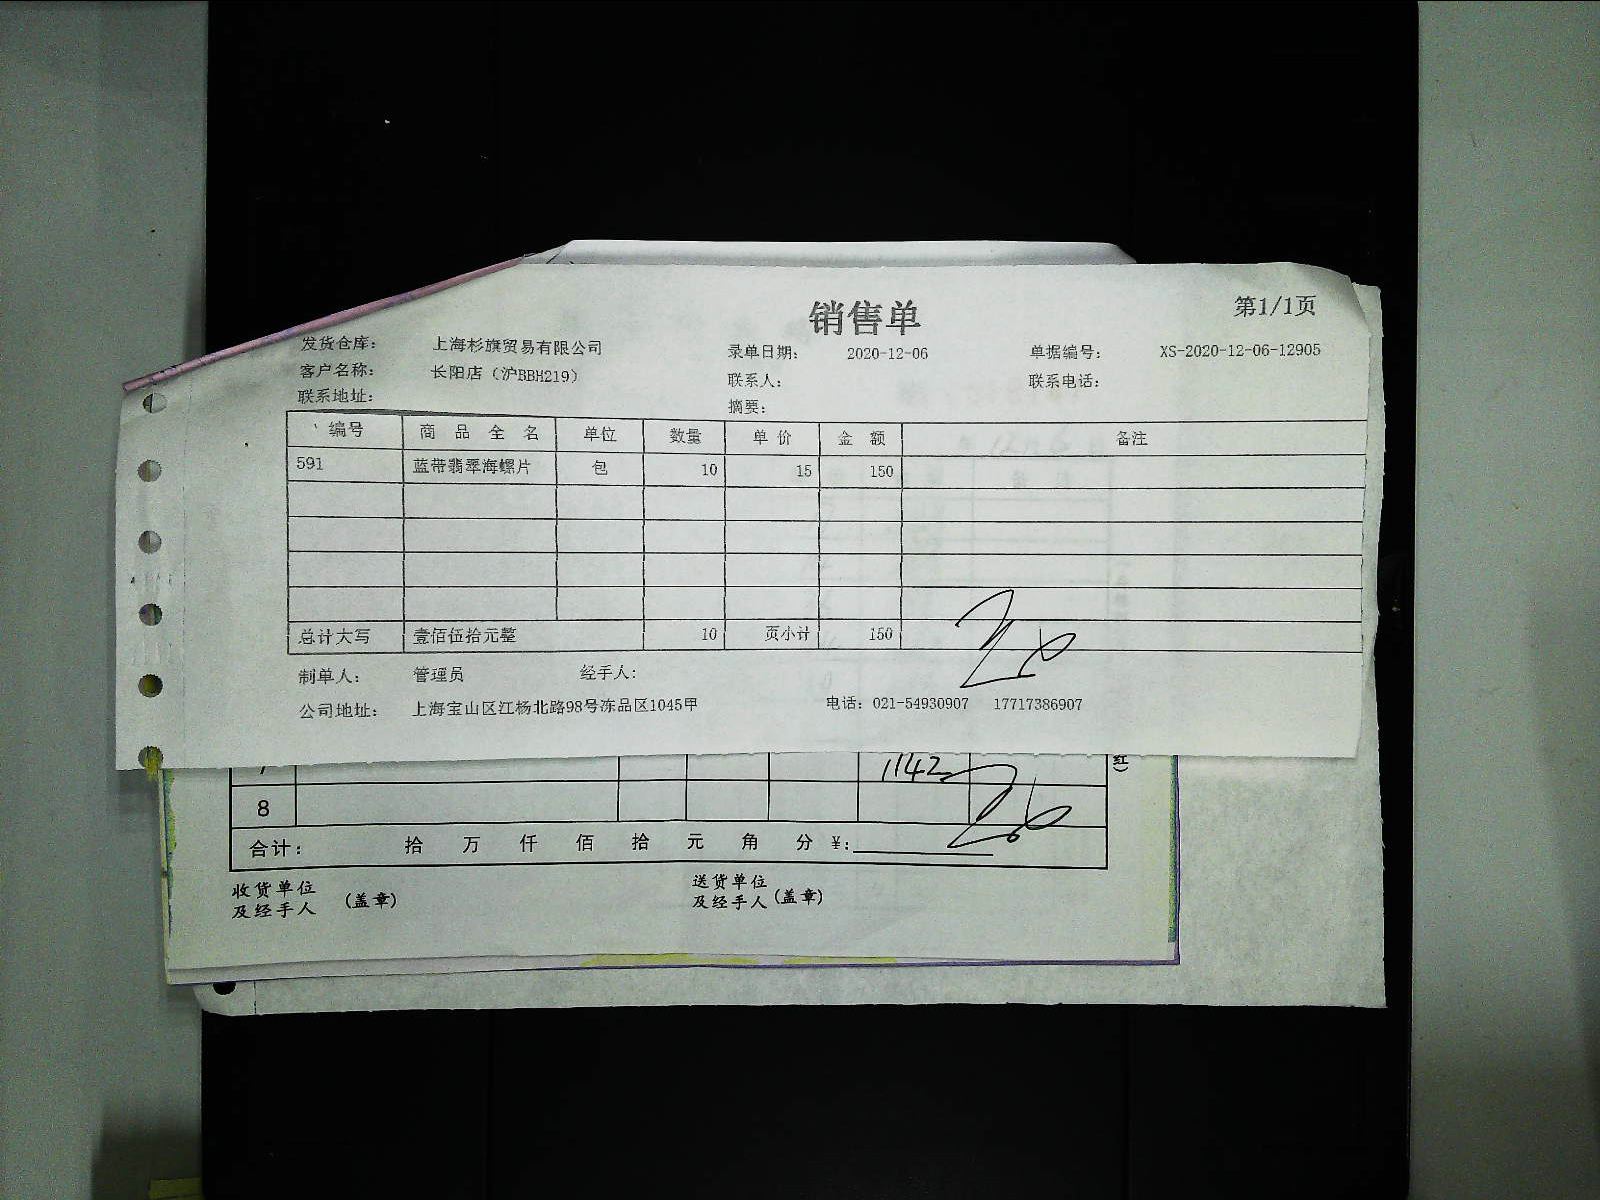 销售单
第1/1页
发货仓库： 上海杉旗贸易有限公司 录单日期： 2020-12-06 单据编号： XS-2020-12-06-12905
客户名称： 长阳店（沪BBH219） 联系人： 联系电话：
联系地址： 摘要：
编号 商品全名 单位 数量 单价 金额 备注
591 蓝带翡翠海螺片 包 10 15 150
总计大写 壹佰伍拾元整 10 页小计 150
制单人： 管理员 经手人：
公司地址： 上海宝山区江杨北路98号冻品区1045甲 电话：021-54930907 17717386907
1142
红）
8
合计： 拾 万 仟 佰 拾 元 角 分 ¥：
收货单位
及经手人 （盖章）
送货单位
及经手人（盖章）